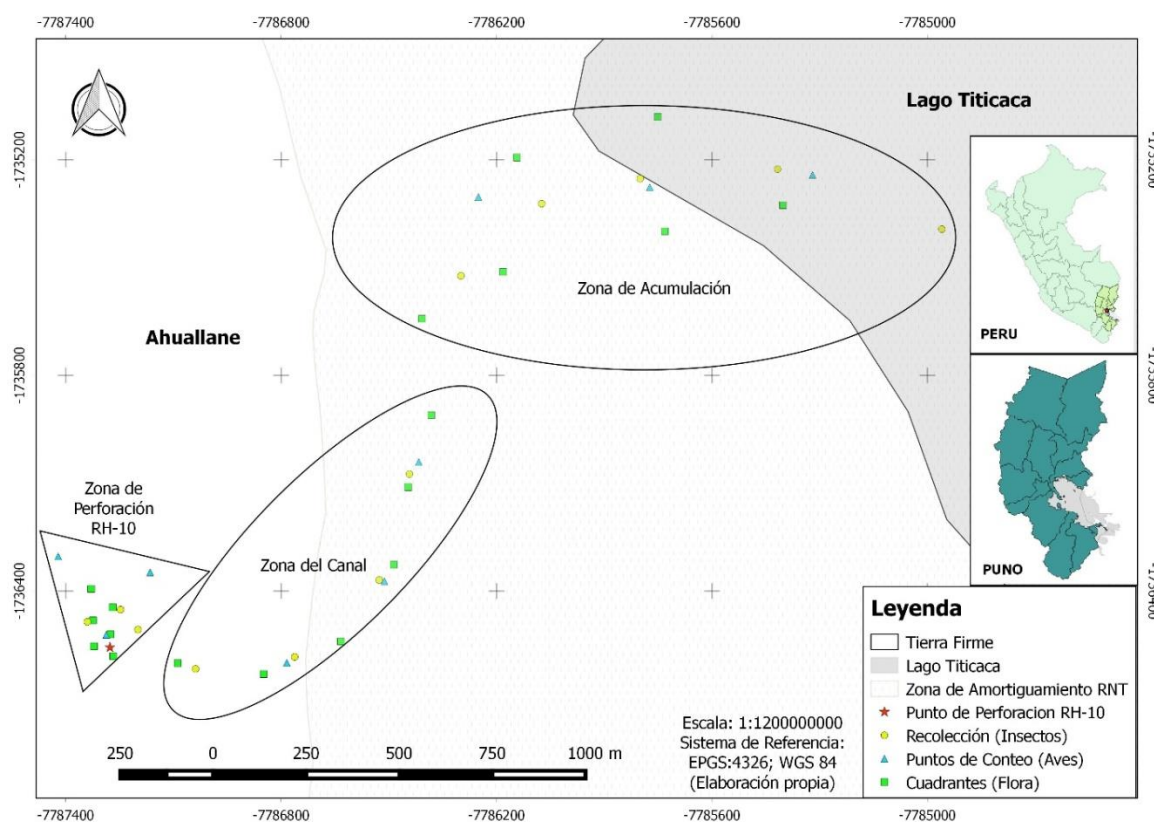 -7787400 -7786800 -7786200 -7785600 -7785000
Lago Titicaca
-1735200 -1735200
PERU
Zona de Acumulación
Ahuallane
-1735800 -1735800
PUNO
Zona de
Perforación
RH-10
Zona del Canal
-1736400 -1736400
Leyenda
Tierra Firme
Lago Titicaca
Zona de Amortiguamiento RNT
Punto de Perforacion RH-10
Recolección (Insectos)
Puntos de Conteo (Aves)
Cuadrantes (Flora)
Escala: 1:1200000000
Sistema de Referencia:
EPGS:4326; WGS 84
(Elaboración propia)
250 0 250 500 750 1000 m
-7787400 -7786800 -7786200 -7785600 -7785000